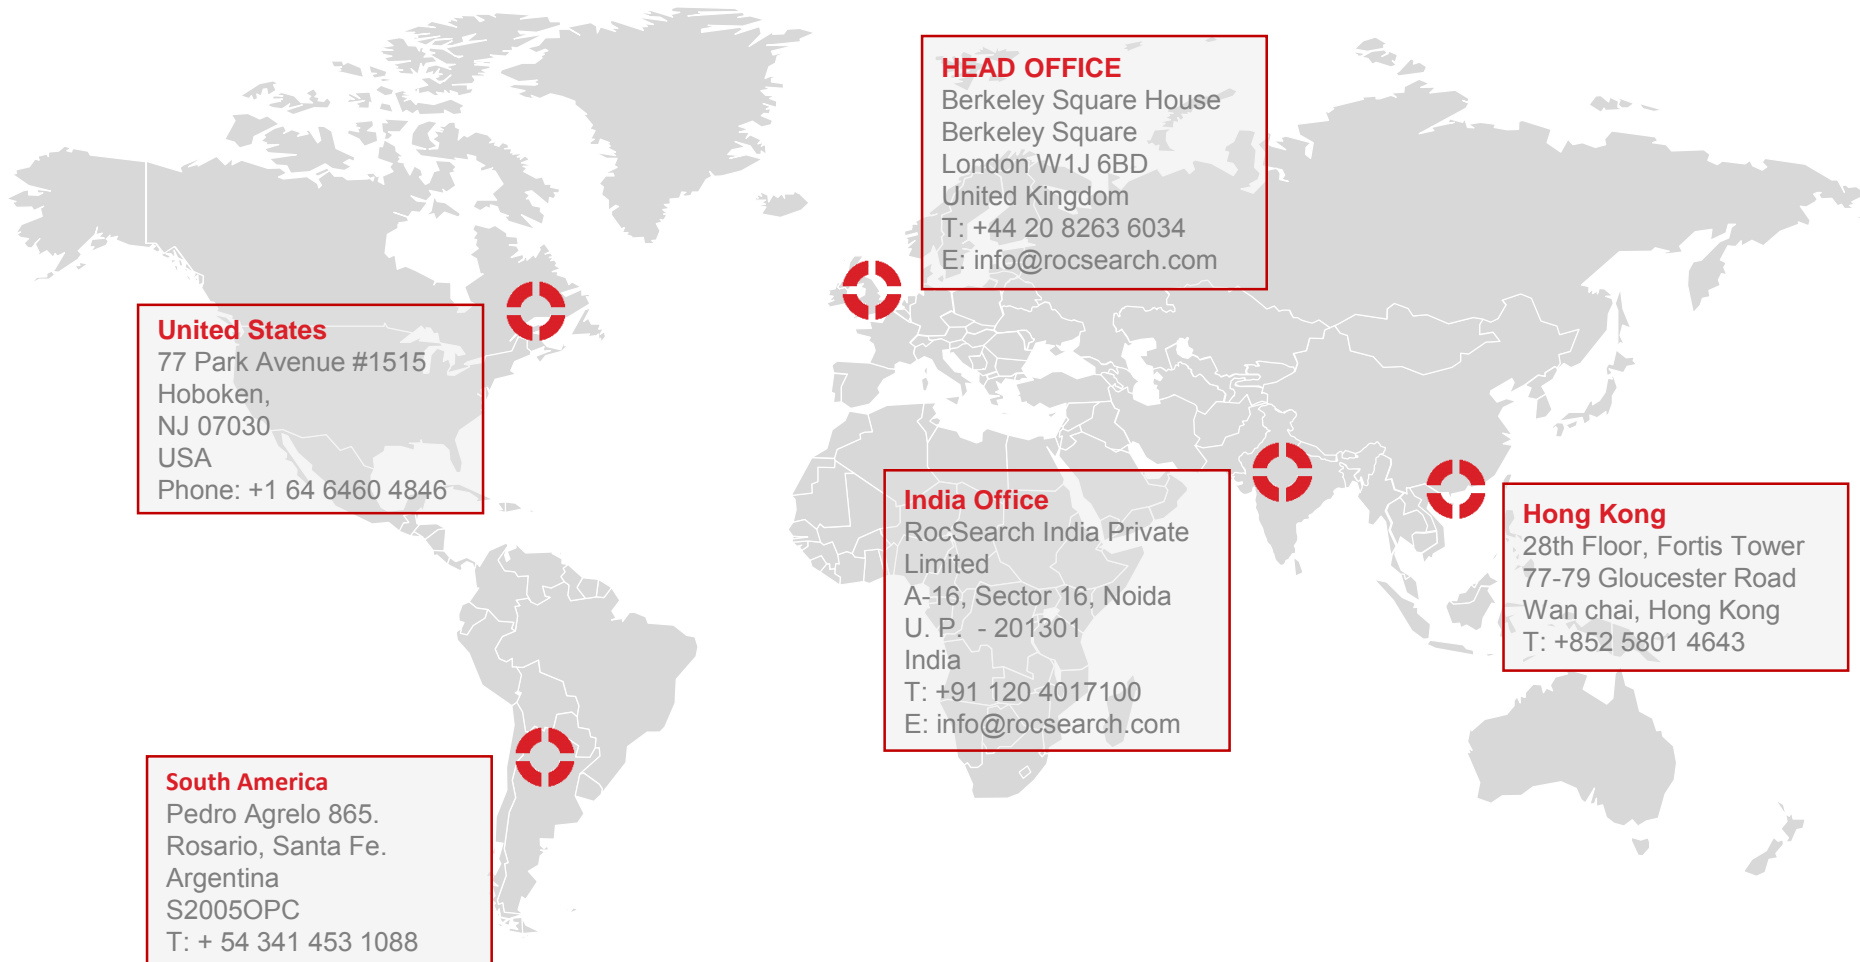 HEAD OFFICE
Berkeley Square House
Berkeley Square
London W1J 6BD
United Kingdom
T: +44 20 8263 6034
E: info@rocsearch.com
United States
77 Park Avenue #1515
Hoboken,
NJ 07030
USA
Phone: +1 64 6460 4846
India Office
RocSearch India Private
Limited
A-16, Sector 16, Noida
U. P.  - 201301
India
T: +91 120 4017100
E: info@rocsearch.com
Hong Kong
28th Floor, Fortis Tower
77-79 Gloucester Road
Wan chai, Hong Kong
T: +852 5801 4643
South America
Pedro Agrelo 865.
Rosario, Santa Fe.
Argentina
S2005OPC
T: + 54 341 453 1088